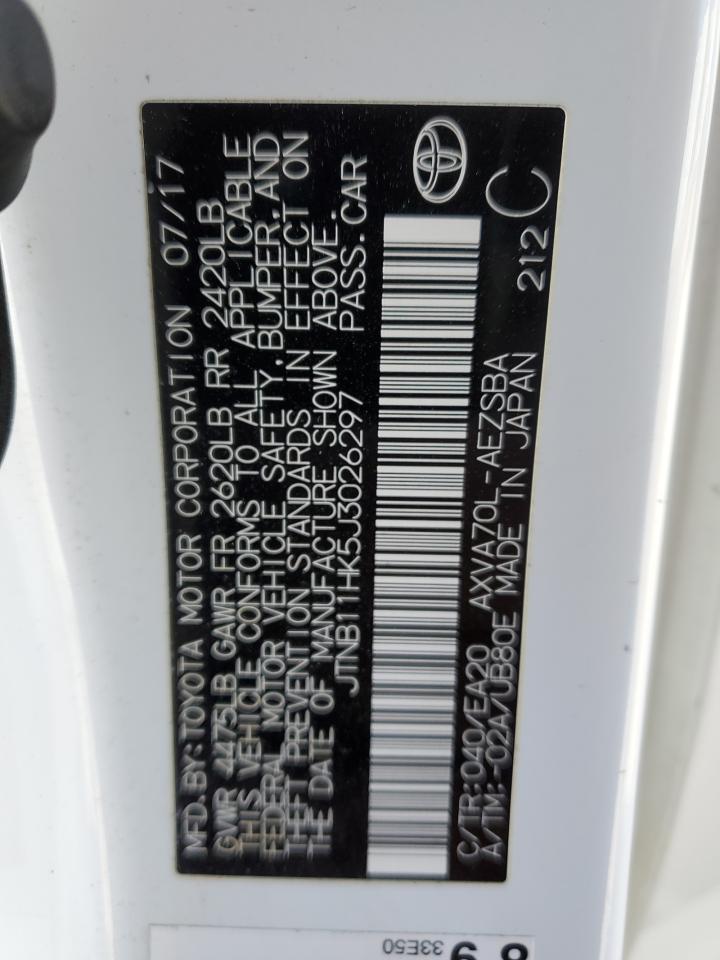 MFD.BY:TOYOTA MOTOR CORPORATION 07/17
GVWR 4475LB GAWR FR 2620LB RR 2420LB
THIS VEHICLE CONFORMS TO ALL APPLICABLE
FEDERAL MOTOR VEHICLE SAFETY,BUMPER,AND
THEFT PREVENTION STANDARDS IN EFFECT ON
THE DATE OF MANUFACTURE SHOWN ABOVE.
JTNB11HK5J3026297 PASS.CAR
C/TR:040/EA20 AXVA70L-AEZSBA 212 C
A/TM:-02A/UB80E MADE IN JAPAN
33E50